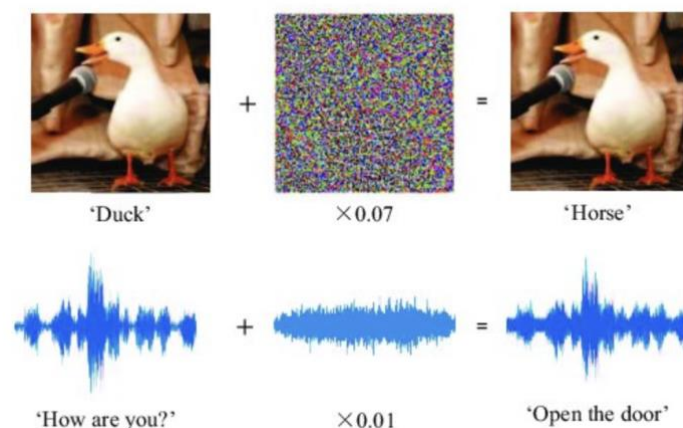 + =
‘Duck’ ×0.07 ‘Horse’
+ =
‘How are you?’ ×0.01 ‘Open the door’